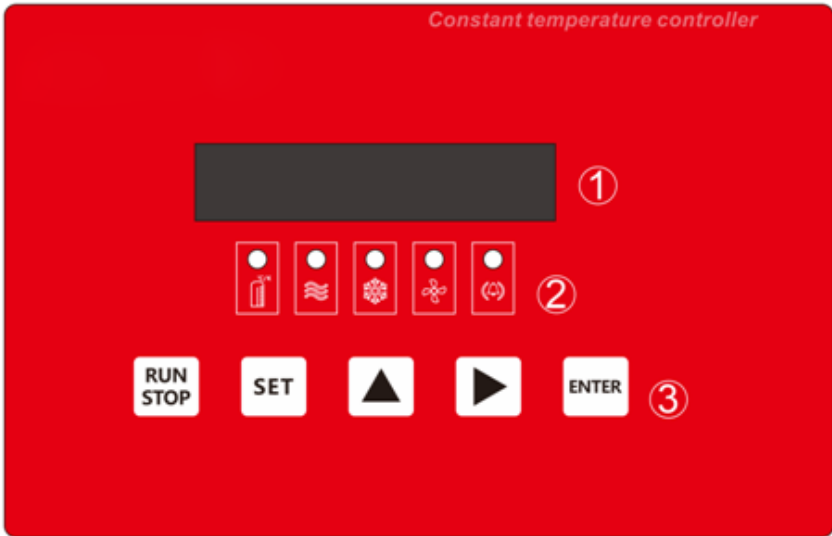 Constant temperature controller
①
②
RUN
STOP
SET
ENTER
③